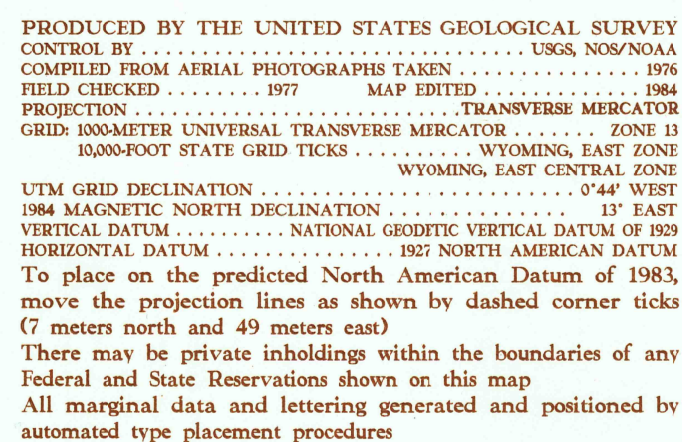 PRODUCED BY THE UNITED STATES GEOLOGICAL SURVEY
CONTROL BY . . . . . . . . . . . . . . . . . . . . . . . . . . . . . . . . . USGS, NOS/NOAA
COMPILED FROM AERIAL PHOTOGRAPHS TAKEN . . . . . . . . . . . . . . . . 1976
FIELD CHECKED . . . . . . . . 1977 MAP EDITED . . . . . . . . . . . . . . 1984
PROJECTION . . . . . . . . . . . . . . . . . . . . . . . . . . . . TRANSVERSE MERCATOR
GRID: 1000-METER UNIVERSAL TRANSVERSE MERCATOR . . . . . . . ZONE 13
10,000-FOOT STATE GRID TICKS . . . . . . . . . . WYOMING, EAST ZONE
WYOMING, EAST CENTRAL ZONE
UTM GRID DECLINATION . . . . . . . . . . . . . . . . . . . . . . . . . . . 0°44' WEST
1984 MAGNETIC NORTH DECLINATION . . . . . . . . . . . . . . . 13° EAST
VERTICAL DATUM . . . . . . . . . . NATIONAL GEODETIC VERTICAL DATUM OF 1929
HORIZONTAL DATUM . . . . . . . . . . . . . . . . 1927 NORTH AMERICAN DATUM
To place on the predicted North American Datum of 1983,
move the projection lines as shown by dashed corner ticks
(7 meters north and 49 meters east)
There may be private inholdings within the boundaries of any
Federal and State Reservations shown on this map
All marginal data and lettering generated and positioned by
automated type placement procedures